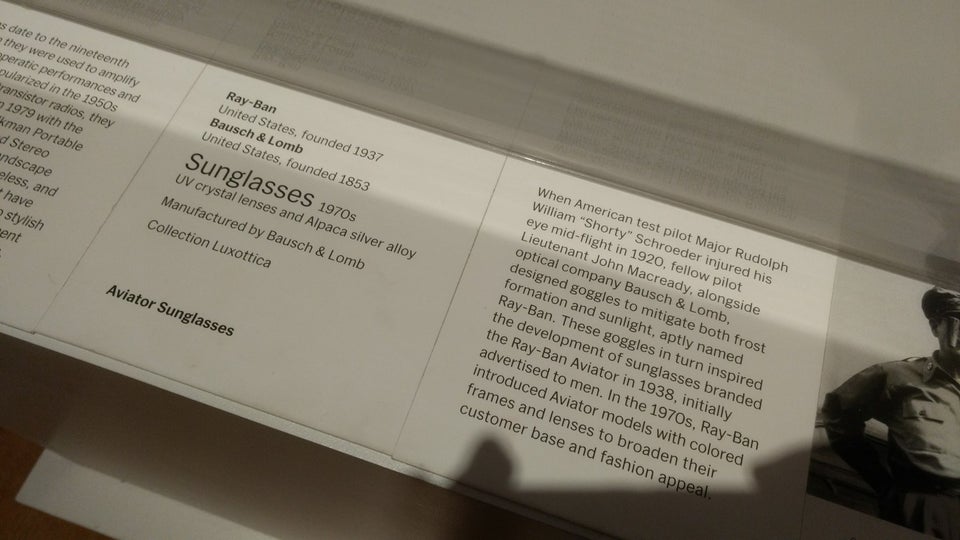 s date to the nineteenth
they were used to amplify
operatic performances and
pularized in the 1950s
transistor radios, they
1979 with the
kman Portable
d Stereo
ndscape
eless, and
t have
stylish
ent
Ray-Ban
United States, founded 1937
Bausch & Lomb
United States, founded 1853
Sunglasses 1970s
UV crystal lenses and Alpaca silver alloy
Manufactured by Bausch & Lomb
Collection Luxottica
Aviator Sunglasses
When American test pilot Major Rudolph
William “Shorty” Schroeder injured his
eye mid-flight in 1920, fellow pilot
Lieutenant John Macready, alongside
optical company Bausch & Lomb,
designed goggles to mitigate both frost
formation and sunlight, aptly named
Ray-Ban. These goggles in turn inspired
the development of sunglasses branded
the Ray-Ban Aviator in 1938, initially
advertised to men. In the 1970s, Ray-Ban
introduced Aviator models with colored
frames and lenses to broaden their
customer base and fashion appeal.